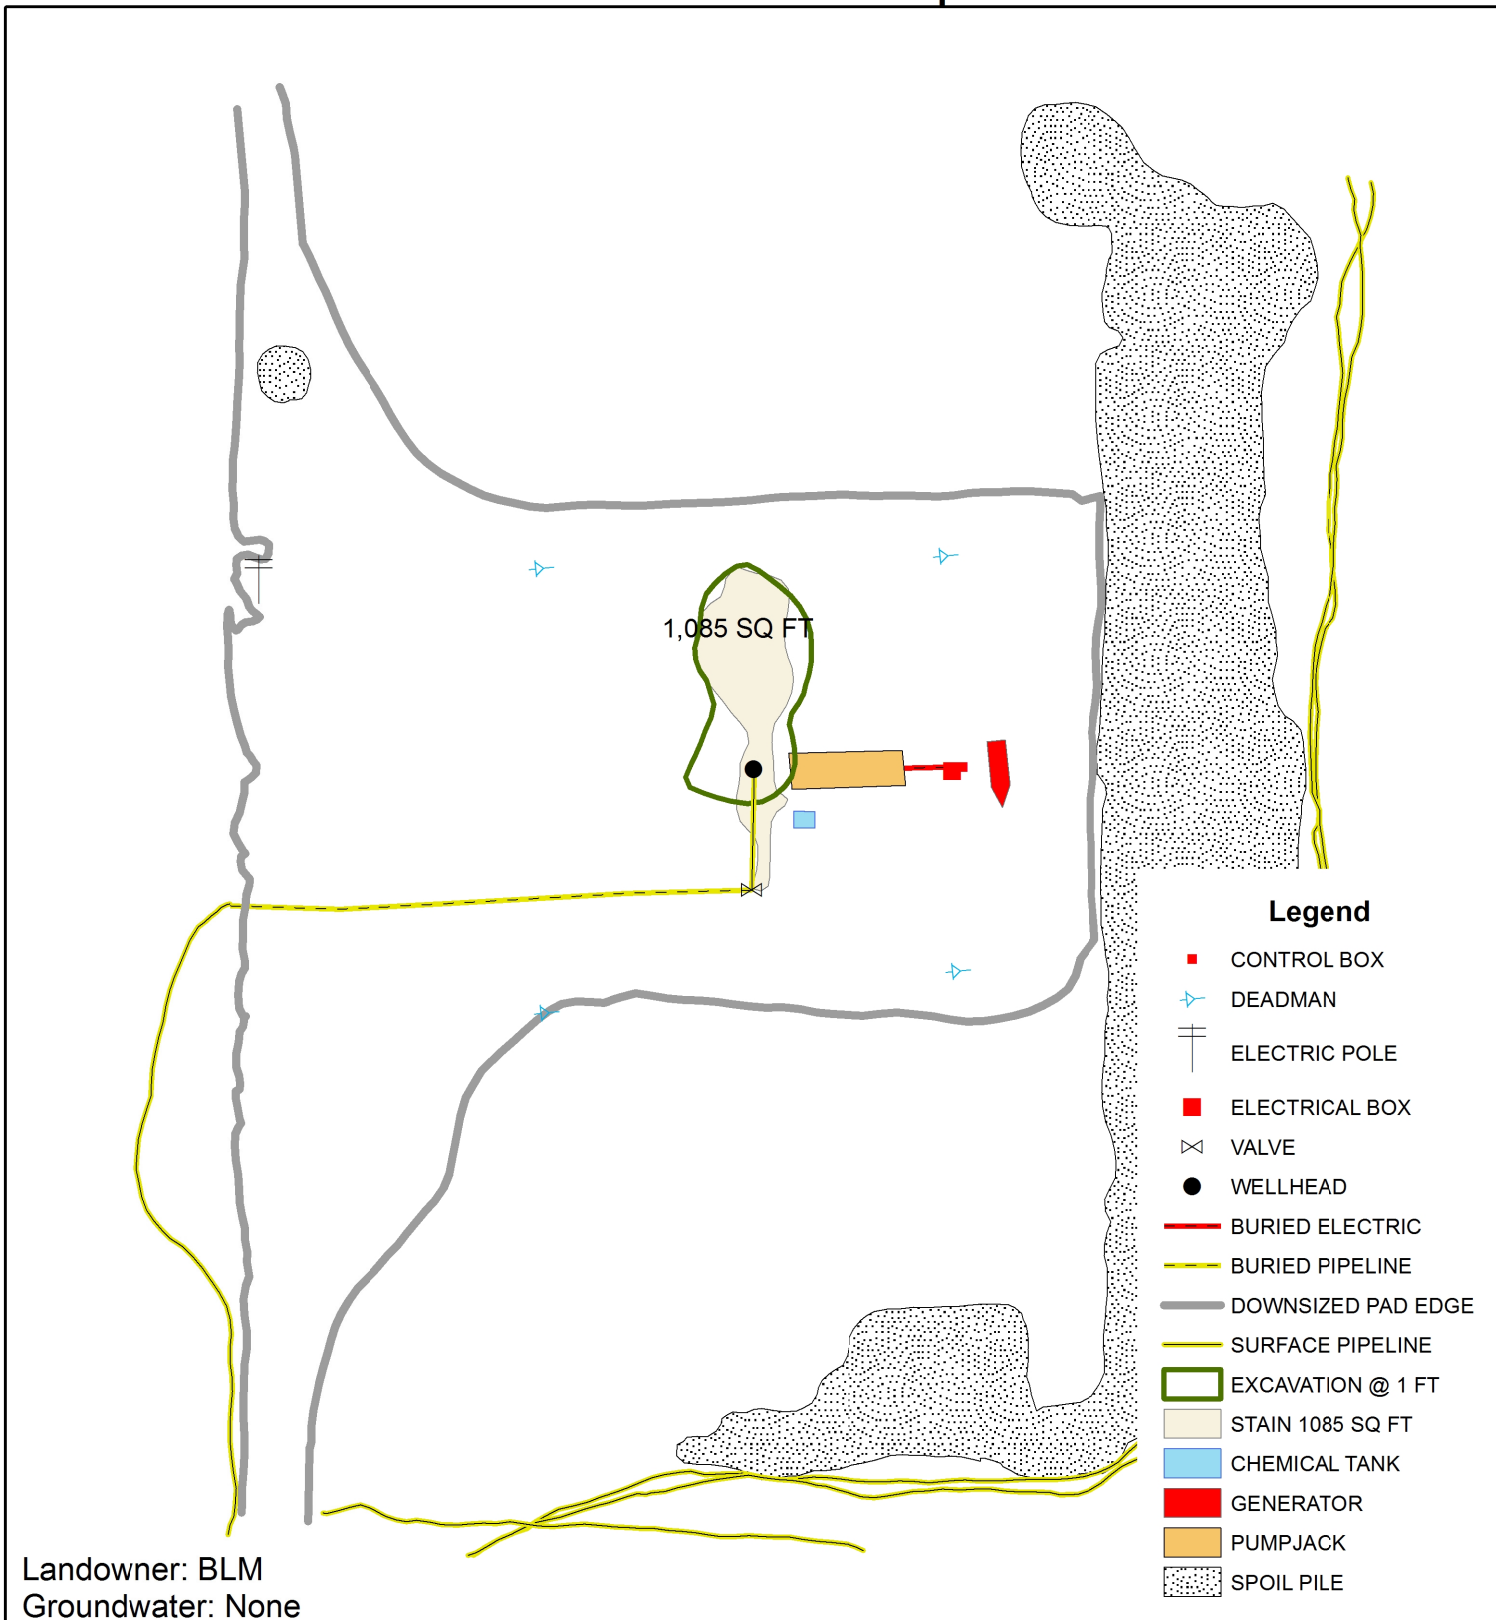 1,085 SQ FT
Legend
CONTROL BOX
DEADMAN
ELECTRIC POLE
ELECTRICAL BOX
VALVE
WELLHEAD
BURIED ELECTRIC
BURIED PIPELINE
DOWNSIZED PAD EDGE
SURFACE PIPELINE
EXCAVATION @ 1 FT
STAIN 1085 SQ FT
CHEMICAL TANK
GENERATOR
PUMPJACK
SPOIL PILE
Landowner: BLM
Groundwater: None